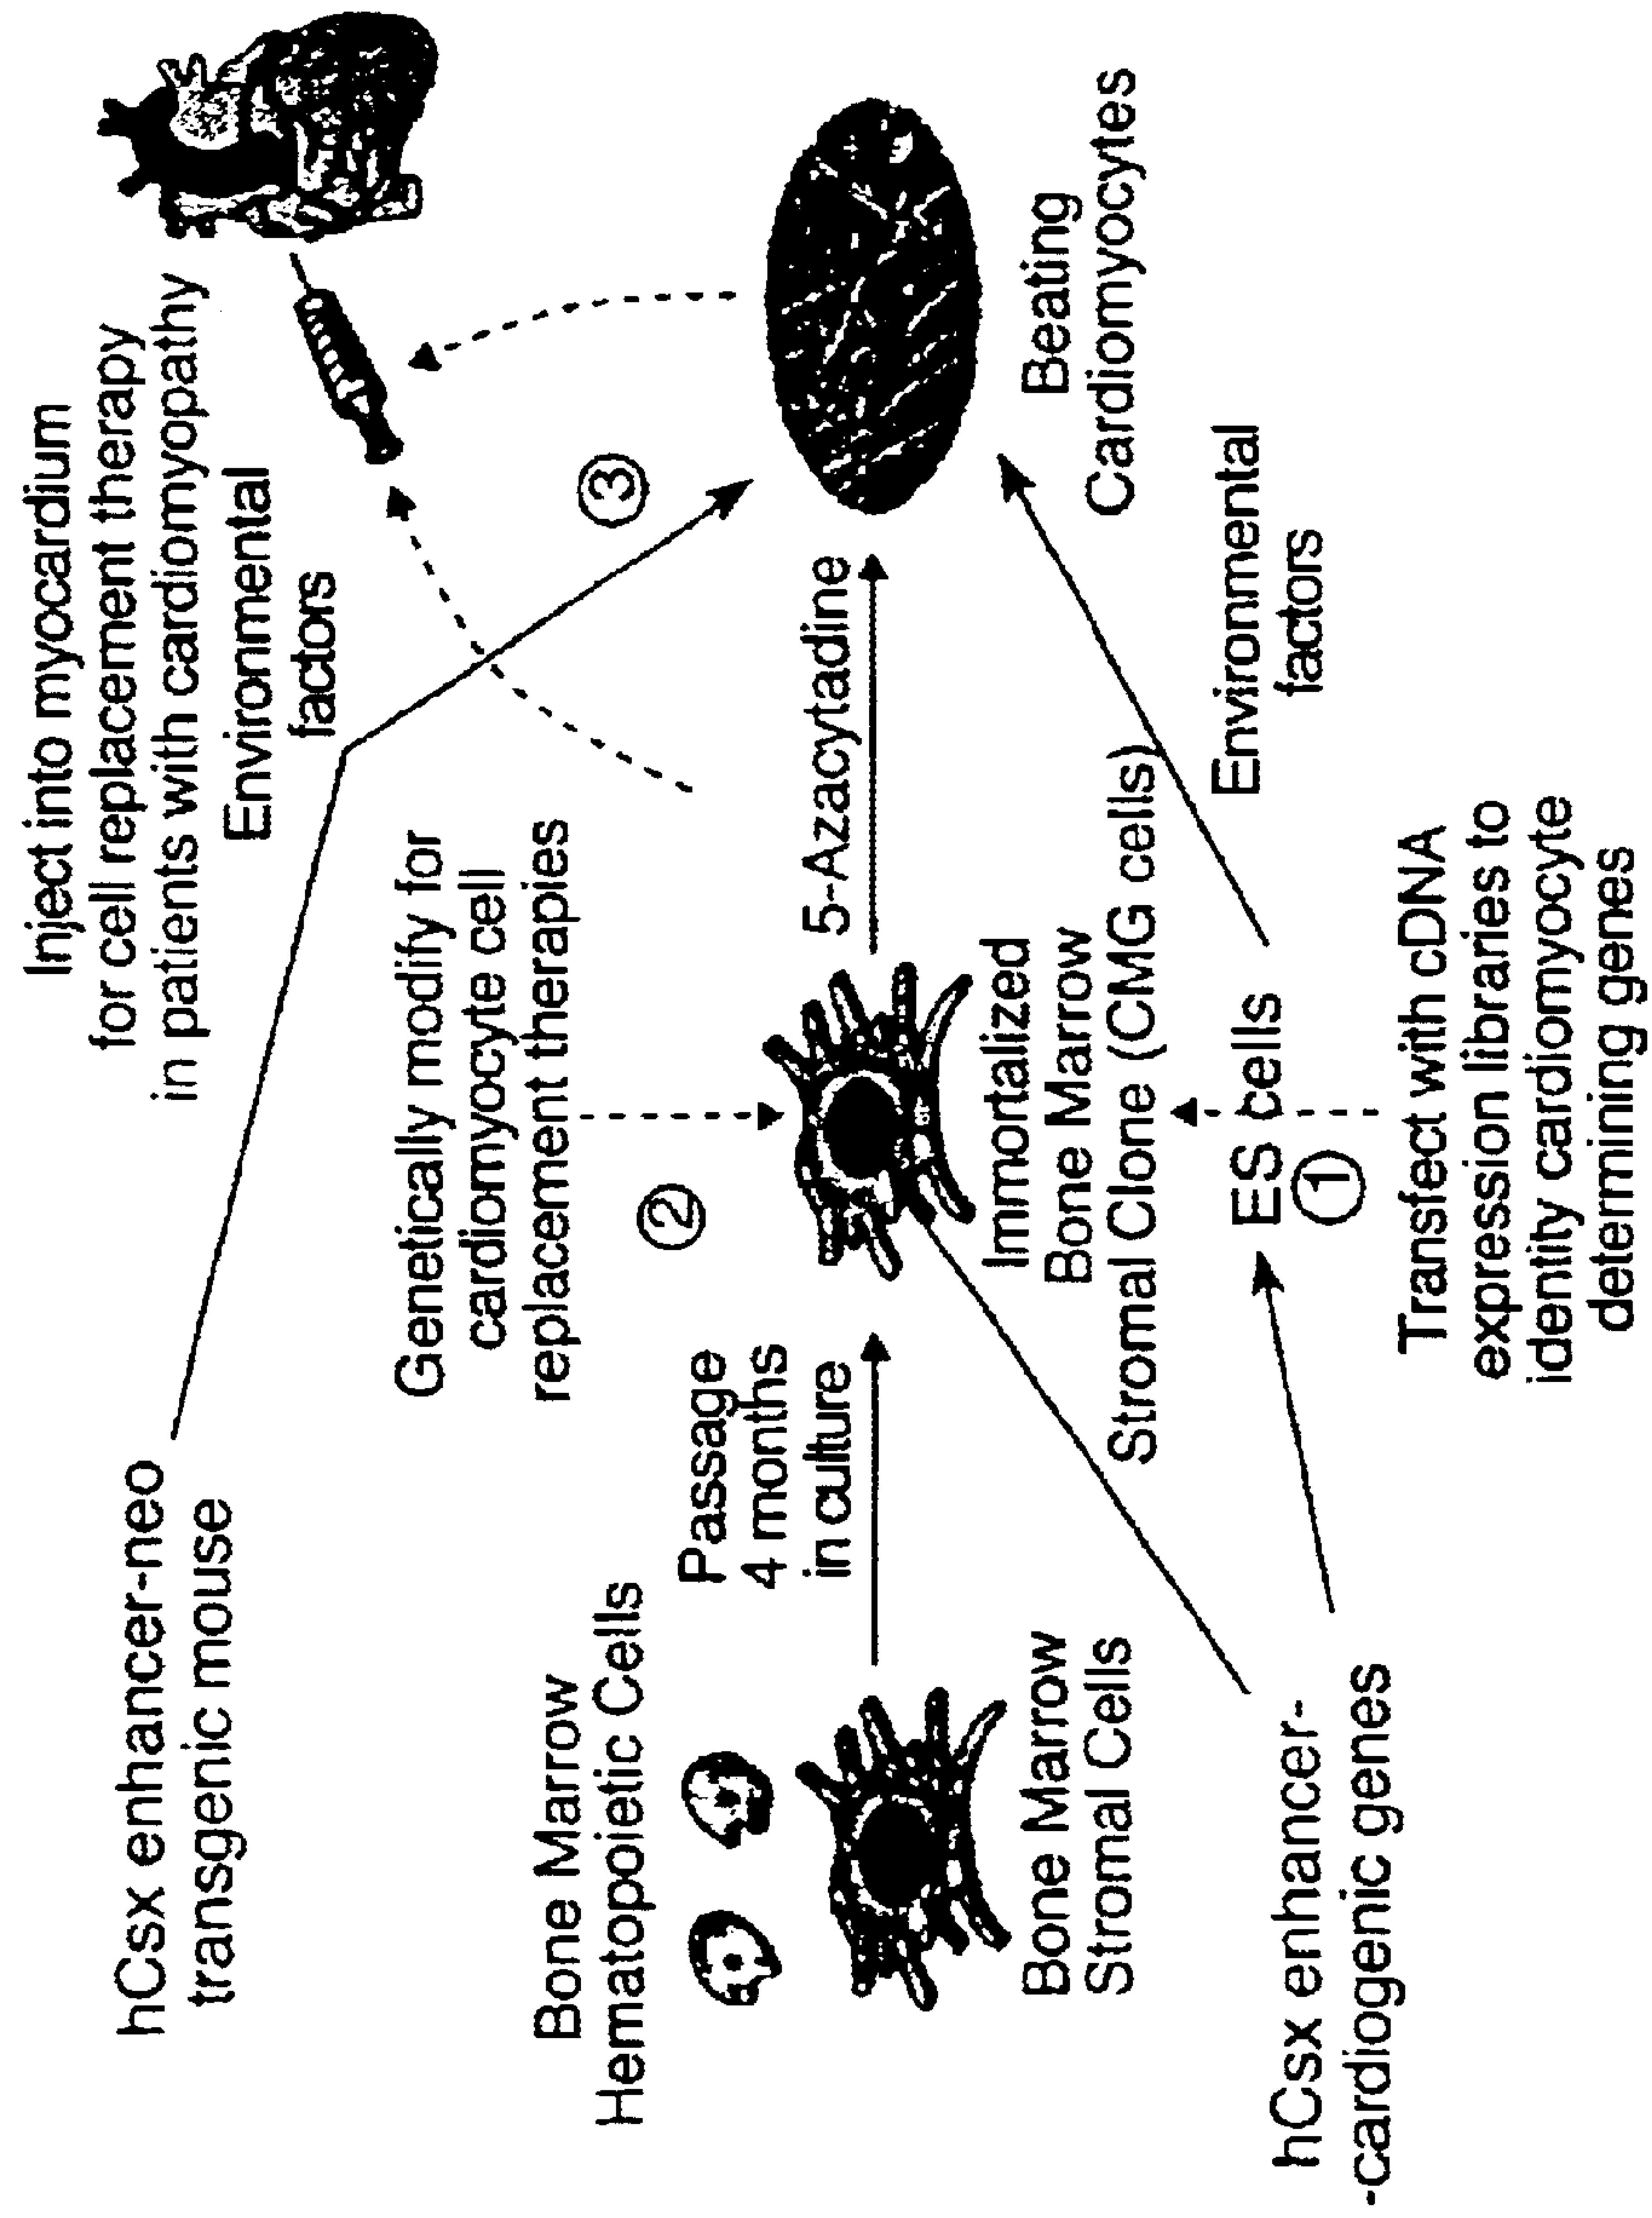 hCsx enhancer-neo
transgenic mouse
Inject into myocardium
for cell replacement therapy
in patients with cardiomyopathy
Environmental
factors
Genetically modify for
cardiomyocyte cell
replacement therapies
③
②
Bone Marrow
Hematopoietic Cells
Passage
4 months
in culture
5-Azacytadine
Bone Marrow
Stromal Cells
Immortalized
Bone Marrow
Stromal Clone (CMG cells)
Beating
Cardiomyocytes
Environmental
factors
ES cells
①
hCsx enhancer-
-cardiogenic genes
Transfect with cDNA
expression libraries to
identity cardiomyocyte
determining genes